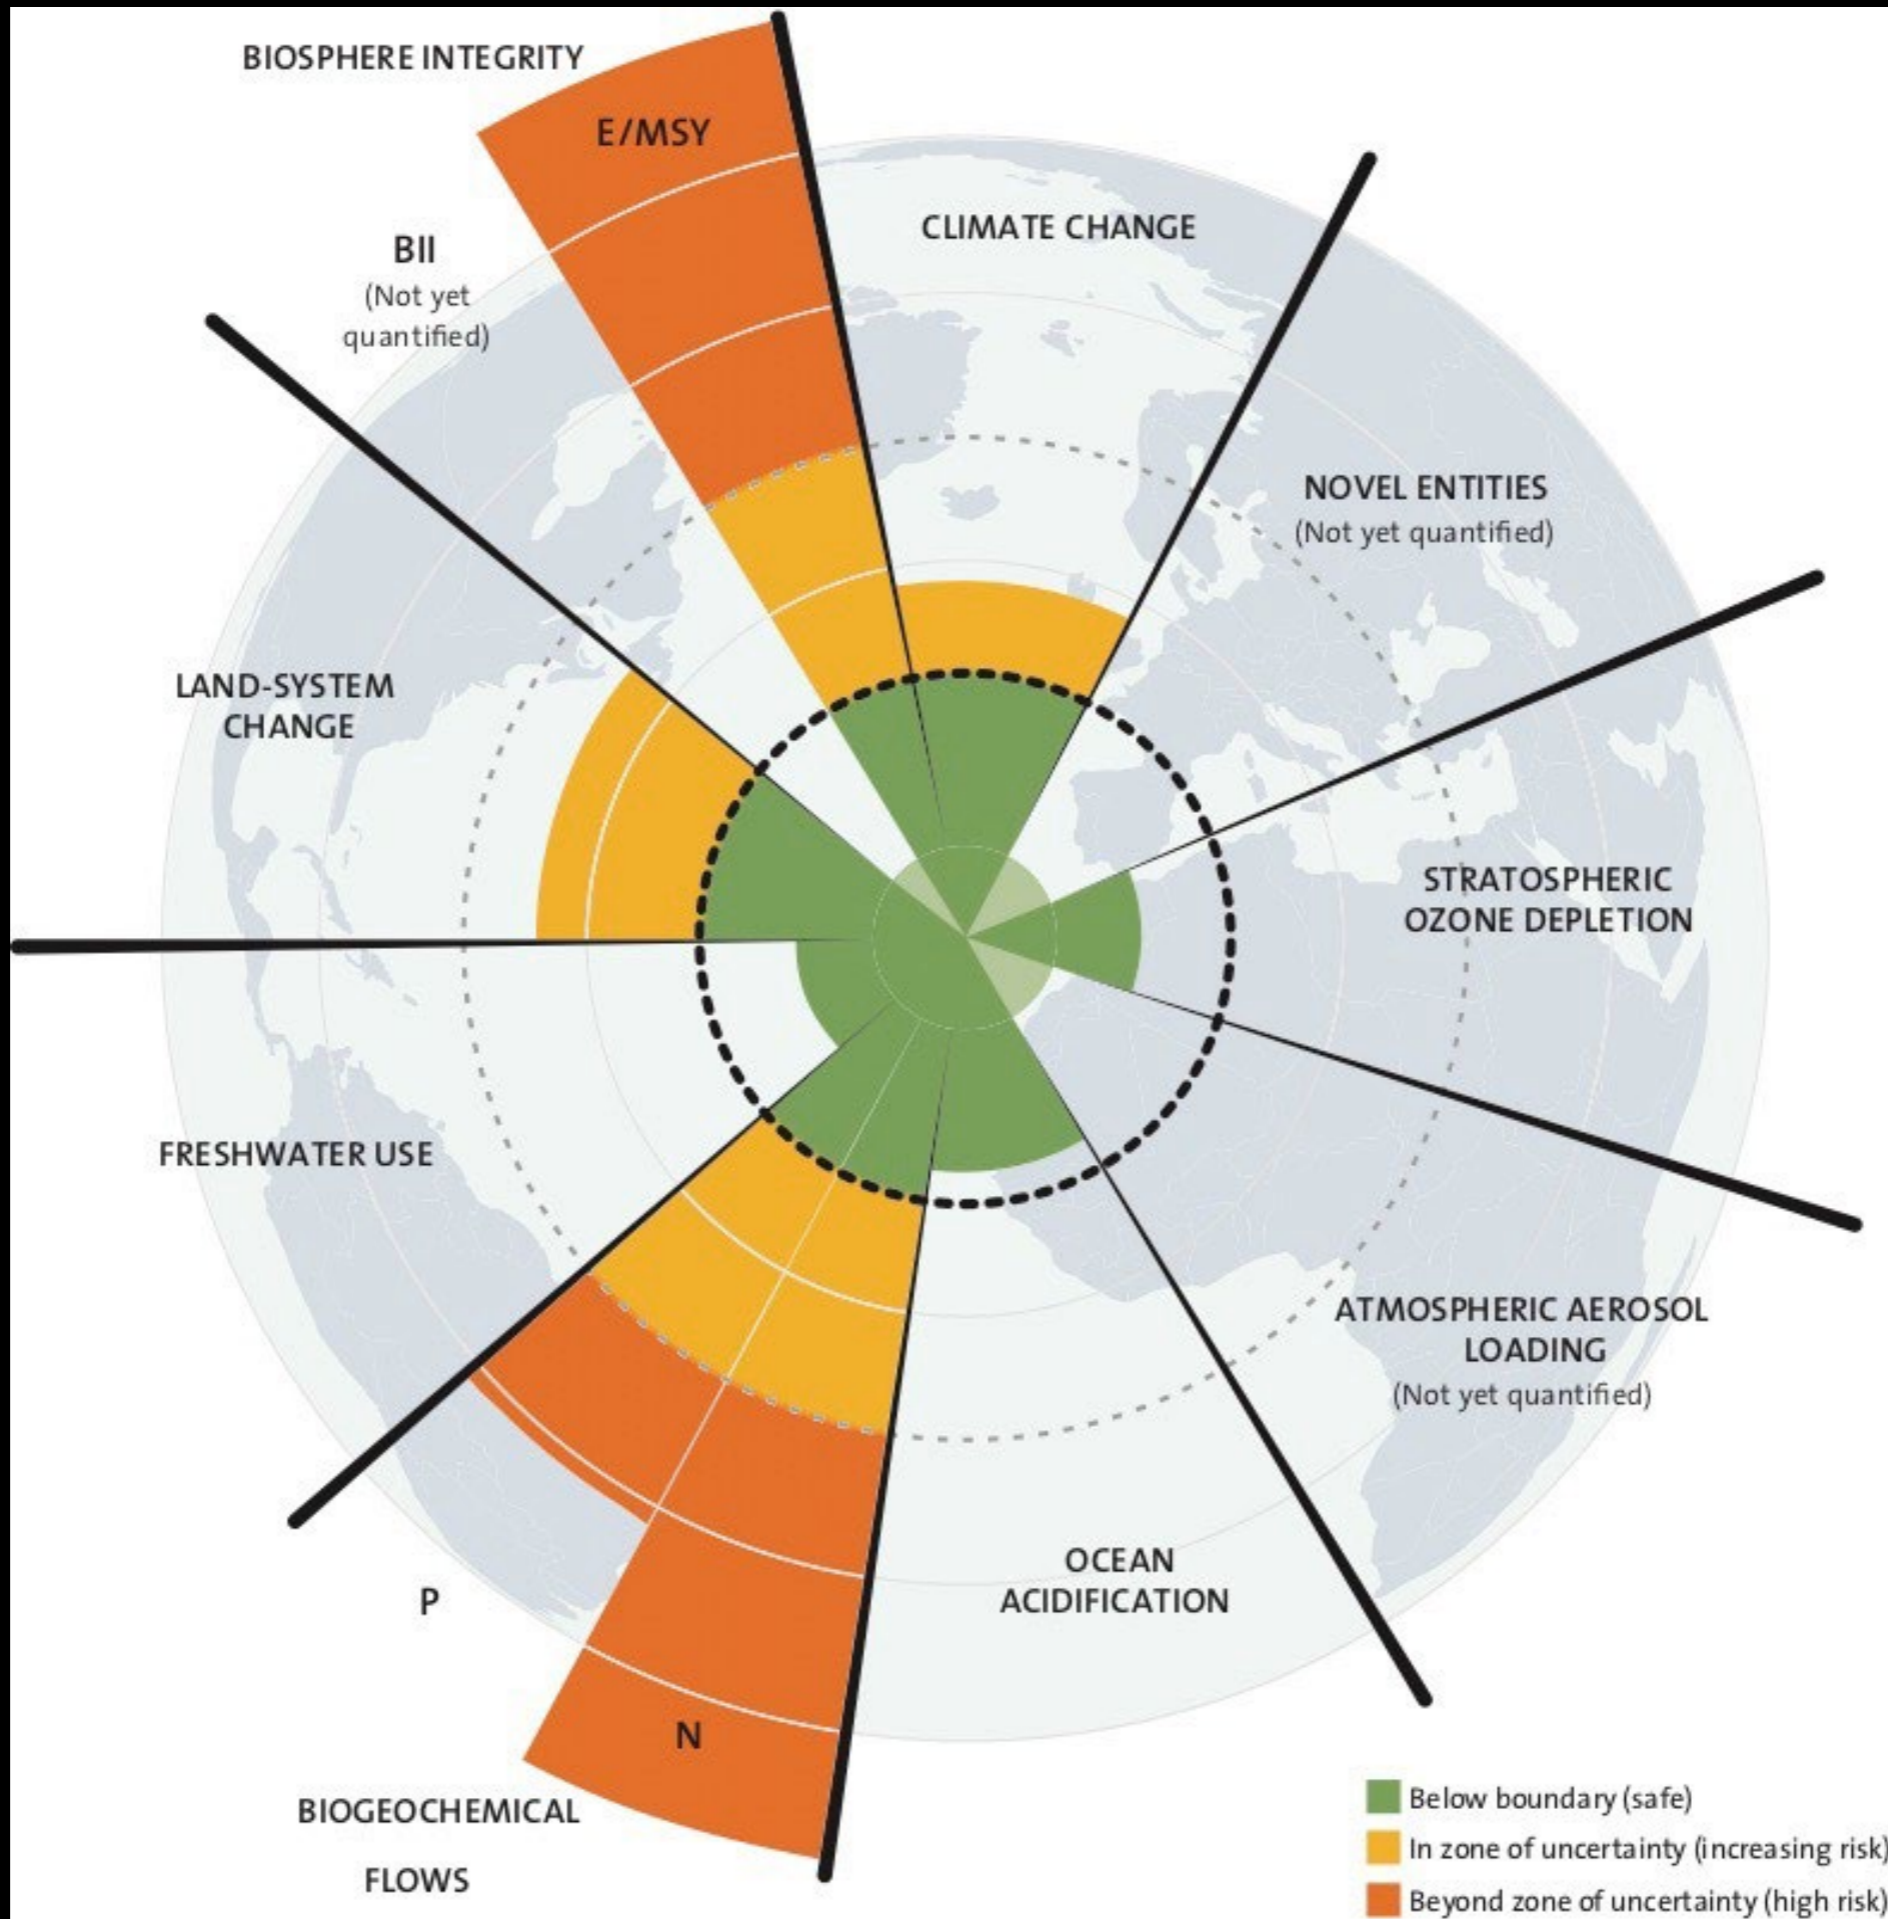 BIOSPHERE INTEGRITY
E/MSY
BII
(Not yet
quantified)
CLIMATE CHANGE
NOVEL ENTITIES
(Not yet quantified)
LAND-SYSTEM
CHANGE
STRATOSPHERIC
OZONE DEPLETION
FRESHWATER USE
ATMOSPHERIC AEROSOL
LOADING
(Not yet quantified)
OCEAN
ACIDIFICATION
P
N
BIOGEOCHEMICAL
FLOWS
Below boundary (safe)
In zone of uncertainty (increasing risk)
Beyond zone of uncertainty (high risk)